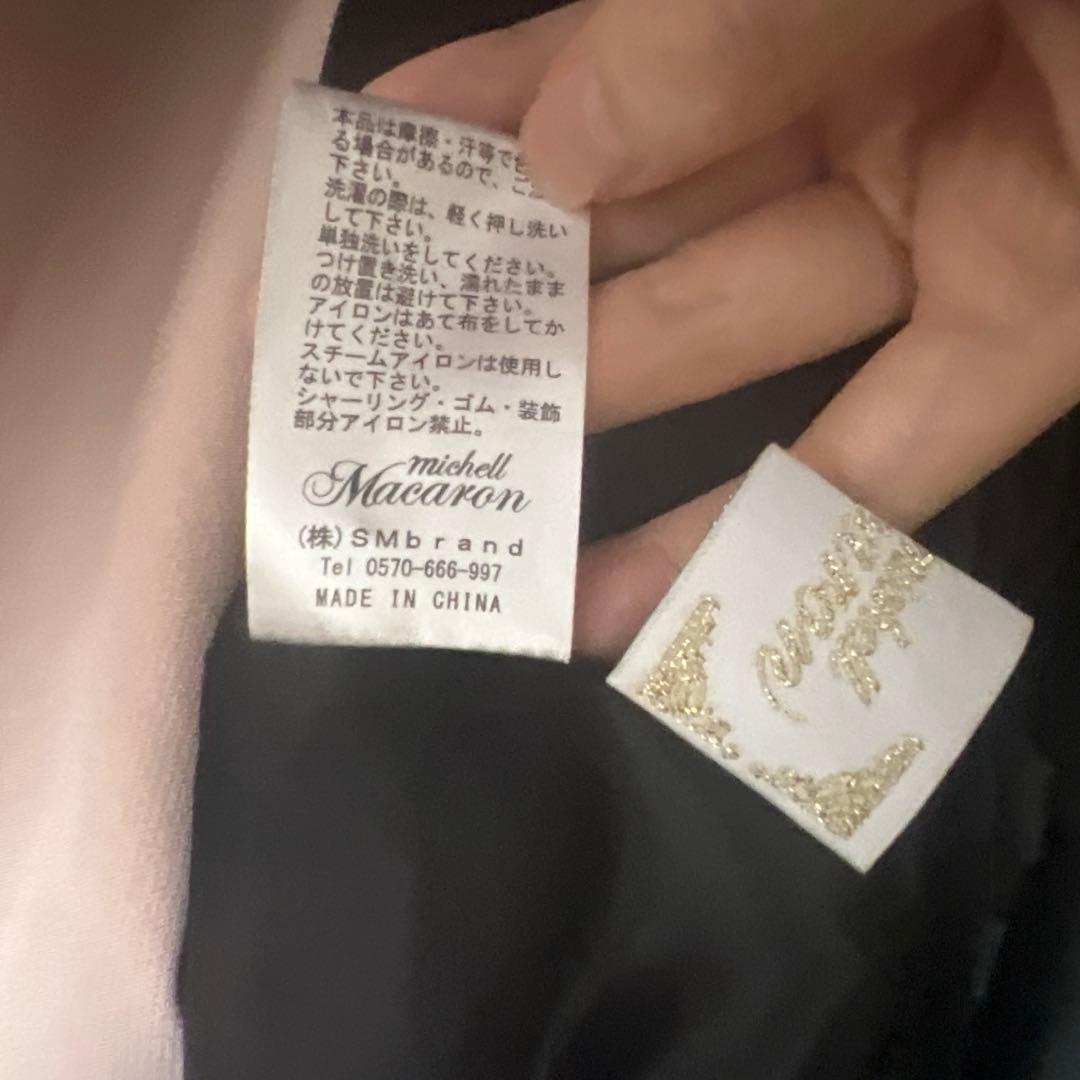 本品は摩擦・汗等で色
る場合があるので、ご
下さい。
洗濯の際は、軽く押し洗い
して下さい。
単独洗いをしてください。
つけ置き洗い、濡れたまま
の放置は避けて下さい。
アイロンはあて布をしてか
けてください。
スチームアイロンは使用し
ないで下さい。
シャーリング・ゴム・装飾
部分アイロン禁止。
michell
Macaron
(株)SMbrand
Tel 0570-666-997
MADE IN CHINA